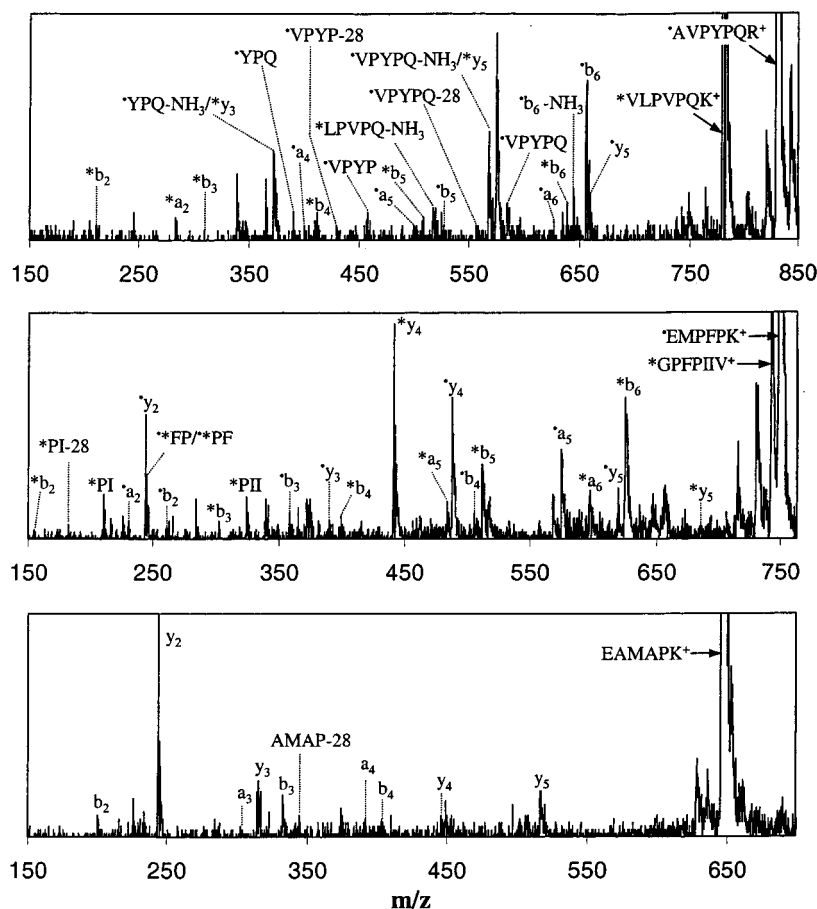 •VPYP-28
•AVPYPQR+
•YPQ
•VPYPQ-NH3/*y5
•b6
•VPYPQ-28
•b6-NH3
*VLPVPQK+
•YPQ-NH3/*y3
*LPVPQ-NH3
•VPYPQ
•a4
•VPYP
*b5
*b6
•y5
*b2
*b3
*a2
*b4
•a5
•b5
•a6
150 250 350 450 550 650 750 850
*y4
•EMPFPK+
*GPFPIIV+
•y2
•y4
*b6
•*FP/•*PF
*PI-28
•a5
*PI
*PII
•b3
•y3
*a5
*b5
•y5
*b2
•a2
•b2
*b3
*b4
•b4
*a6
*y5
150 250 350 450 550 650 750
y2
EAMAPK+
AMAP-28
y3
a4
b2
a3
b3
b4
y4
y5
150 250 350 450 550 650
m/z